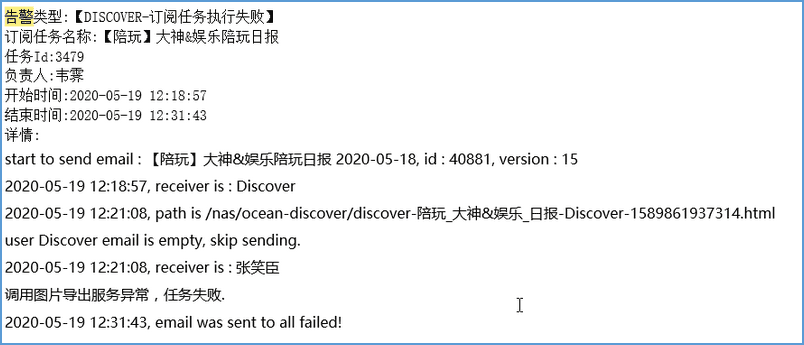 告警类型:【DISCOVER-订阅任务执行失败】
订阅任务名称:【陪玩】大神&娱乐陪玩日报
任务Id:3479
负责人:韦霁
开始时间:2020-05-19 12:18:57
结束时间:2020-05-19 12:31:43
详情:
start to send email : 【陪玩】大神&娱乐陪玩日报 2020-05-18, id : 40881, version : 15
2020-05-19 12:18:57, receiver is : Discover
2020-05-19 12:21:08, path is /nas/ocean-discover/discover-陪玩_大神&娱乐_日报-Discover-1589861937314.html
user Discover email is empty, skip sending.
2020-05-19 12:21:08, receiver is : 张笑臣
调用图片导出服务异常，任务失败.
2020-05-19 12:31:43, email was sent to all failed!